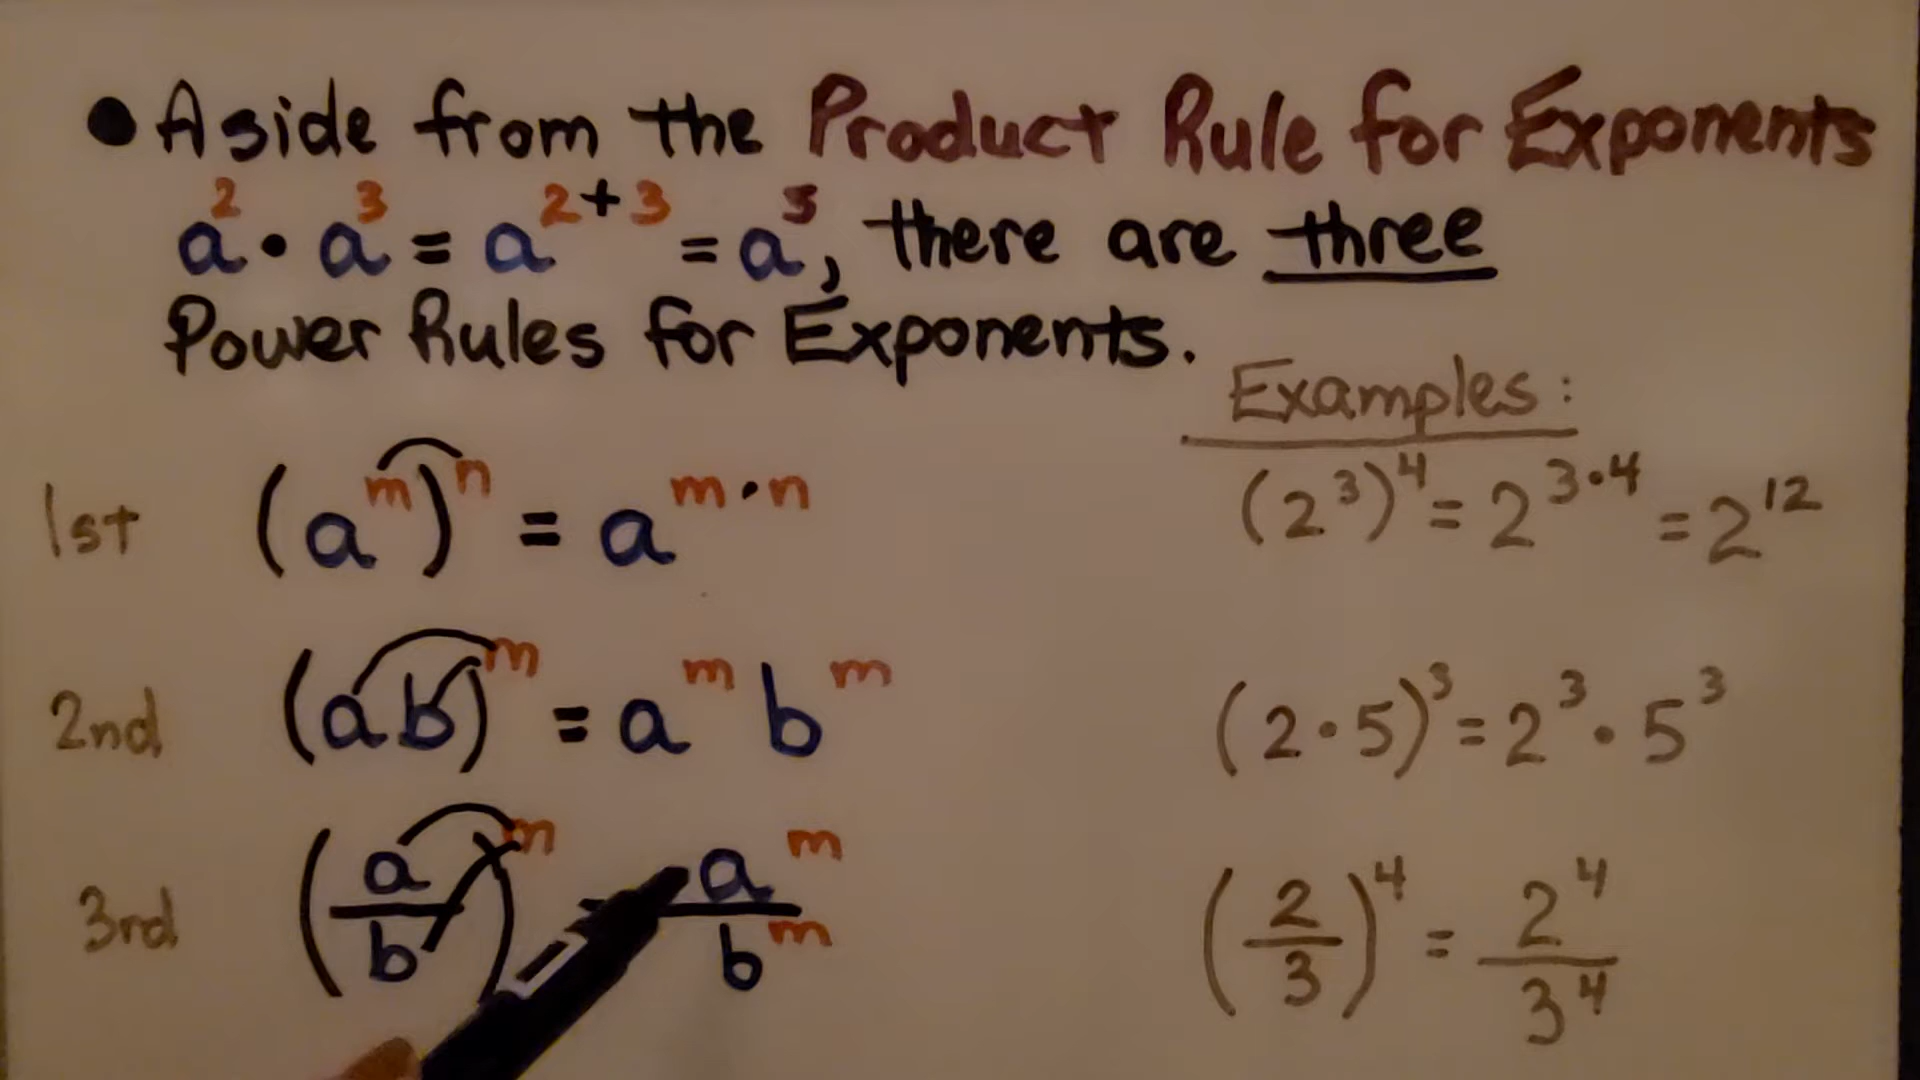 • Aside from the Product Rule for Exponents
a² · a³ = a²⁺³ = a⁵, there are three
Power Rules for Exponents.
Examples:
1st (aᵐ)ⁿ = aᵐ·ⁿ (2³)⁴ = 2³·⁴ = 2¹²
2nd (ab)ᵐ = aᵐ bᵐ (2·5)³ = 2³ · 5³
3rd (a/b)ᵐ = aᵐ/bᵐ (2/3)⁴ = 2⁴/3⁴